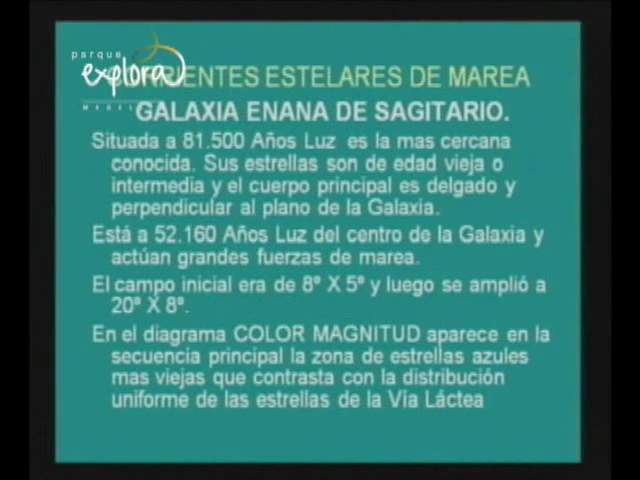 parque
explora
CORRIENTES ESTELARES DE MAREA
GALAXIA ENANA DE SAGITARIO.
Situada a 81.500 Años Luz es la mas cercana
conocida. Sus estrellas son de edad vieja o
intermedia y el cuerpo principal es delgado y
perpendicular al plano de la Galaxia.
Está a 52.160 Años Luz del centro de la Galaxia y
actúan grandes fuerzas de marea.
El campo inicial era de 8º X 5º y luego se amplió a
20º X 8º.
En el diagrama COLOR MAGNITUD aparece en la
secuencia principal la zona de estrellas azules
mas viejas que contrasta con la distribución
uniforme de las estrellas de la Vía Láctea